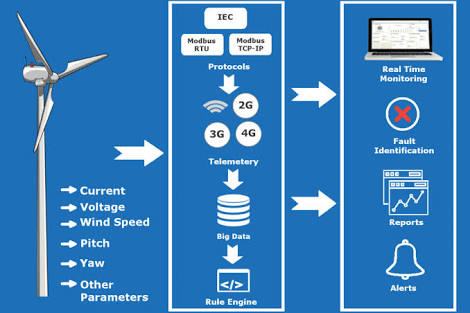 IEC
Modbus
RTU
Modbus
TCP-IP
Protocols
2G
3G
4G
Telemetery
Big Data
</>
Rule Engine
Current
Voltage
Wind Speed
Pitch
Yaw
Other
Parameters
Real Time
Monitoring
Fault
Identification
Reports
Alerts